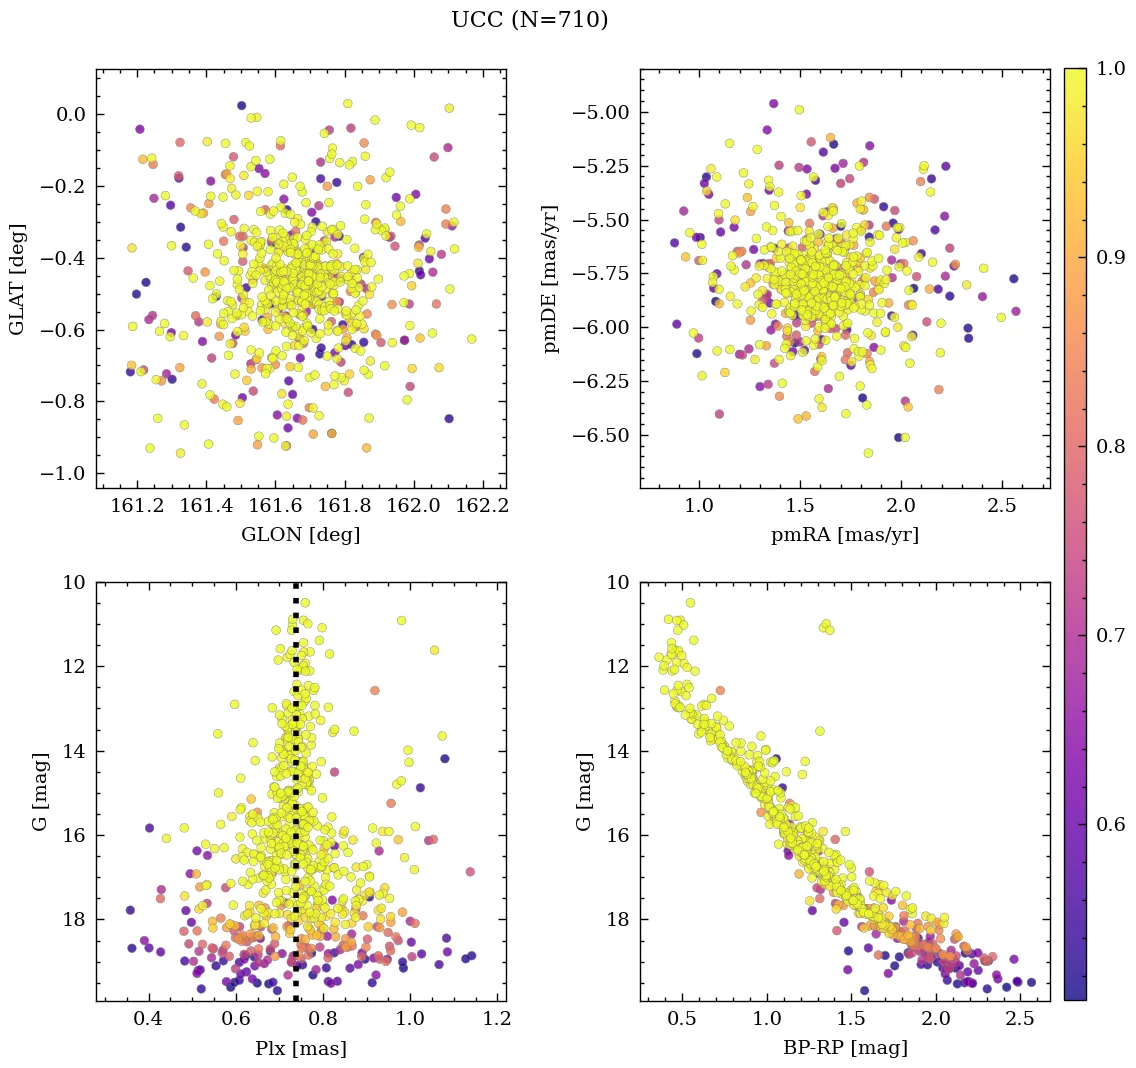 UCC (N=710)
0.0
−0.2
−0.4
−0.6
−0.8
−1.0
GLAT [deg]
161.2 161.4 161.6 161.8 162.0 162.2
GLON [deg]
−5.00
−5.25
−5.50
−5.75
−6.00
−6.25
−6.50
pmDE [mas/yr]
1.0 1.5 2.0 2.5
pmRA [mas/yr]
1.0
0.9
0.8
0.7
0.6
10
12
14
16
18
G [mag]
0.4 0.6 0.8 1.0 1.2
Plx [mas]
10
12
14
16
18
G [mag]
0.5 1.0 1.5 2.0 2.5
BP-RP [mag]